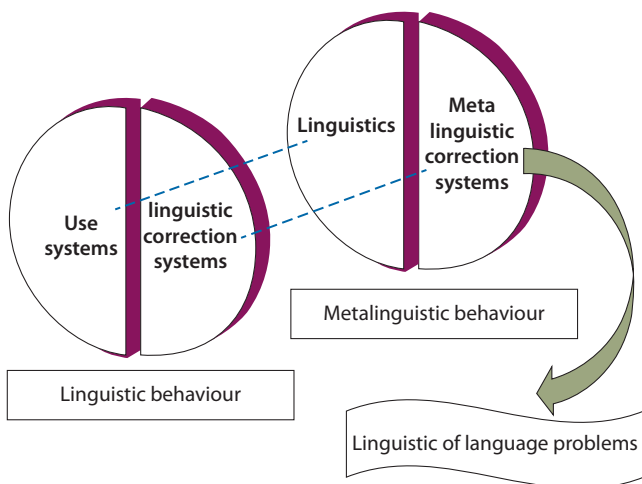 Linguistics
Meta
linguistic
correction
systems
Use
systems
linguistic
correction
systems
Metalinguistic behaviour
Linguistic behaviour
Linguistic of language problems